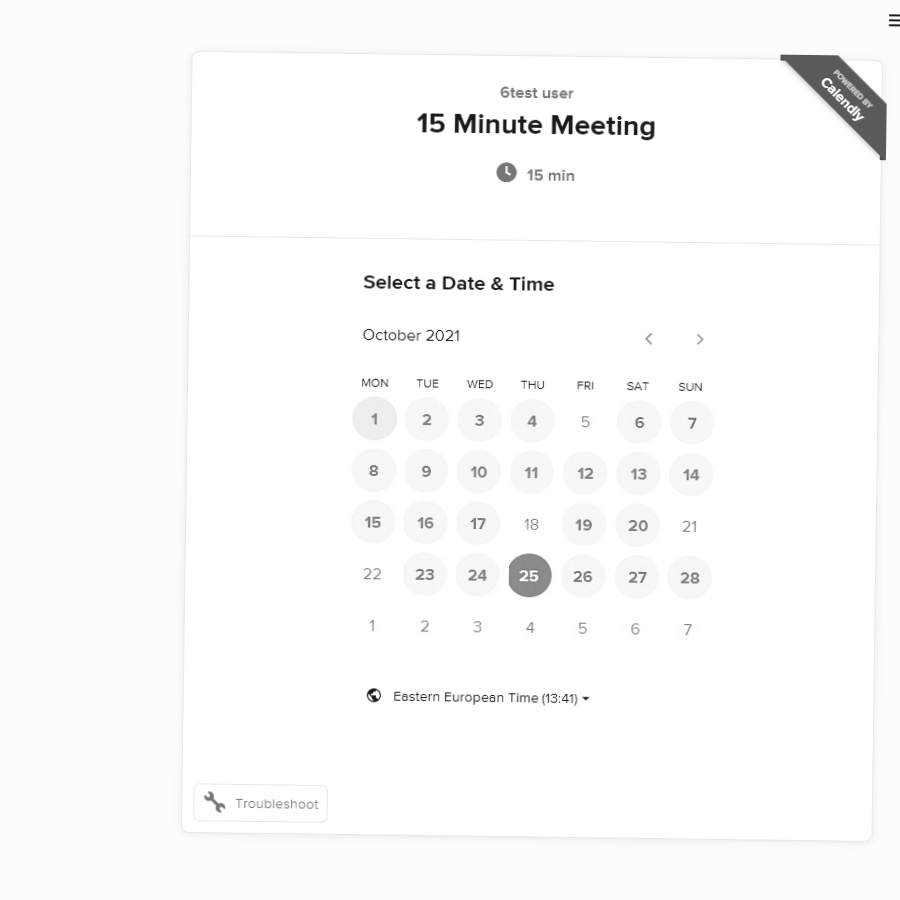 POWERED BY
Calendly
6test user
15 Minute Meeting
15 min
Select a Date & Time
October 2021
MON TUE WED THU FRI SAT SUN
1 2 3 4 5 6 7
8 9 10 11 12 13 14
15 16 17 18 19 20 21
22 23 24 25 26 27 28
1 2 3 4 5 6 7
Eastern European Time (13:41)
Troubleshoot